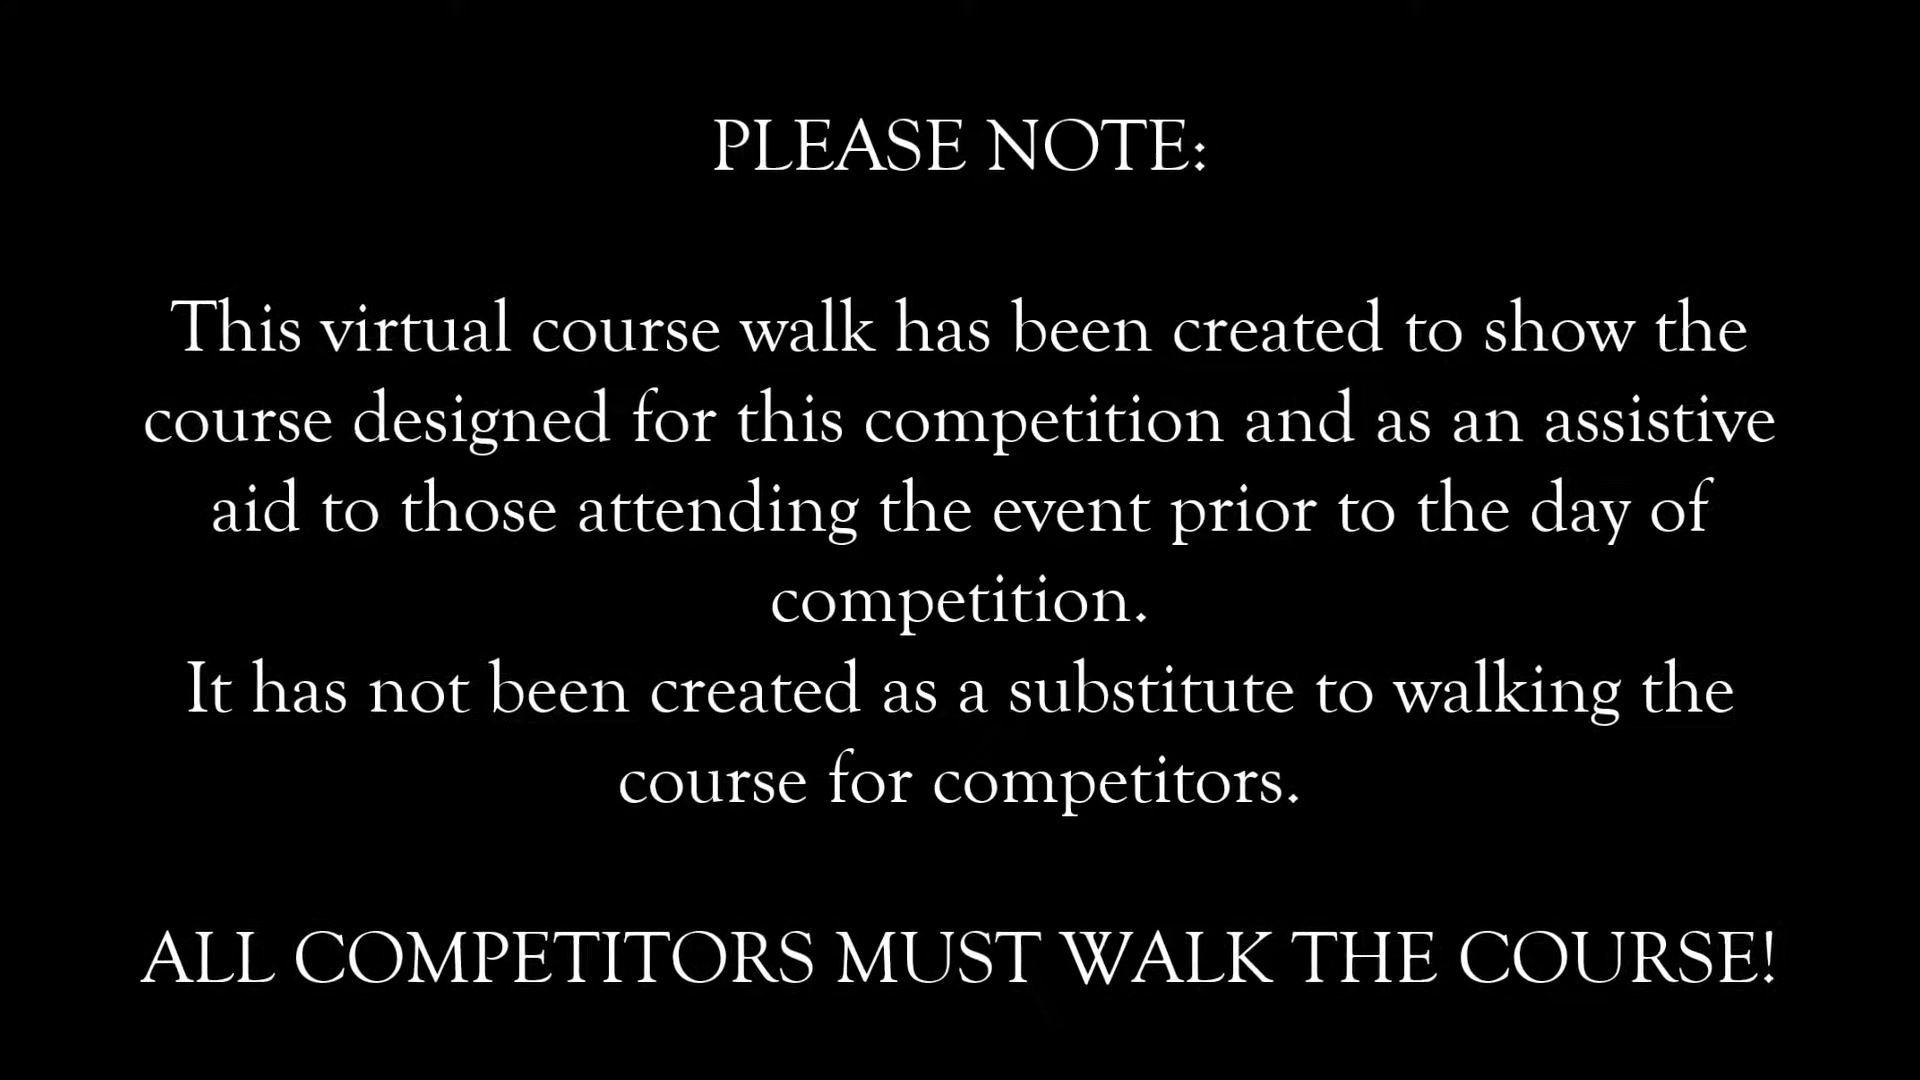 PLEASE NOTE:
This virtual course walk has been created to show the
course designed for this competition and as an assistive
aid to those attending the event prior to the day of
competition.
It has not been created as a substitute to walking the
course for competitors.
ALL COMPETITORS MUST WALK THE COURSE!